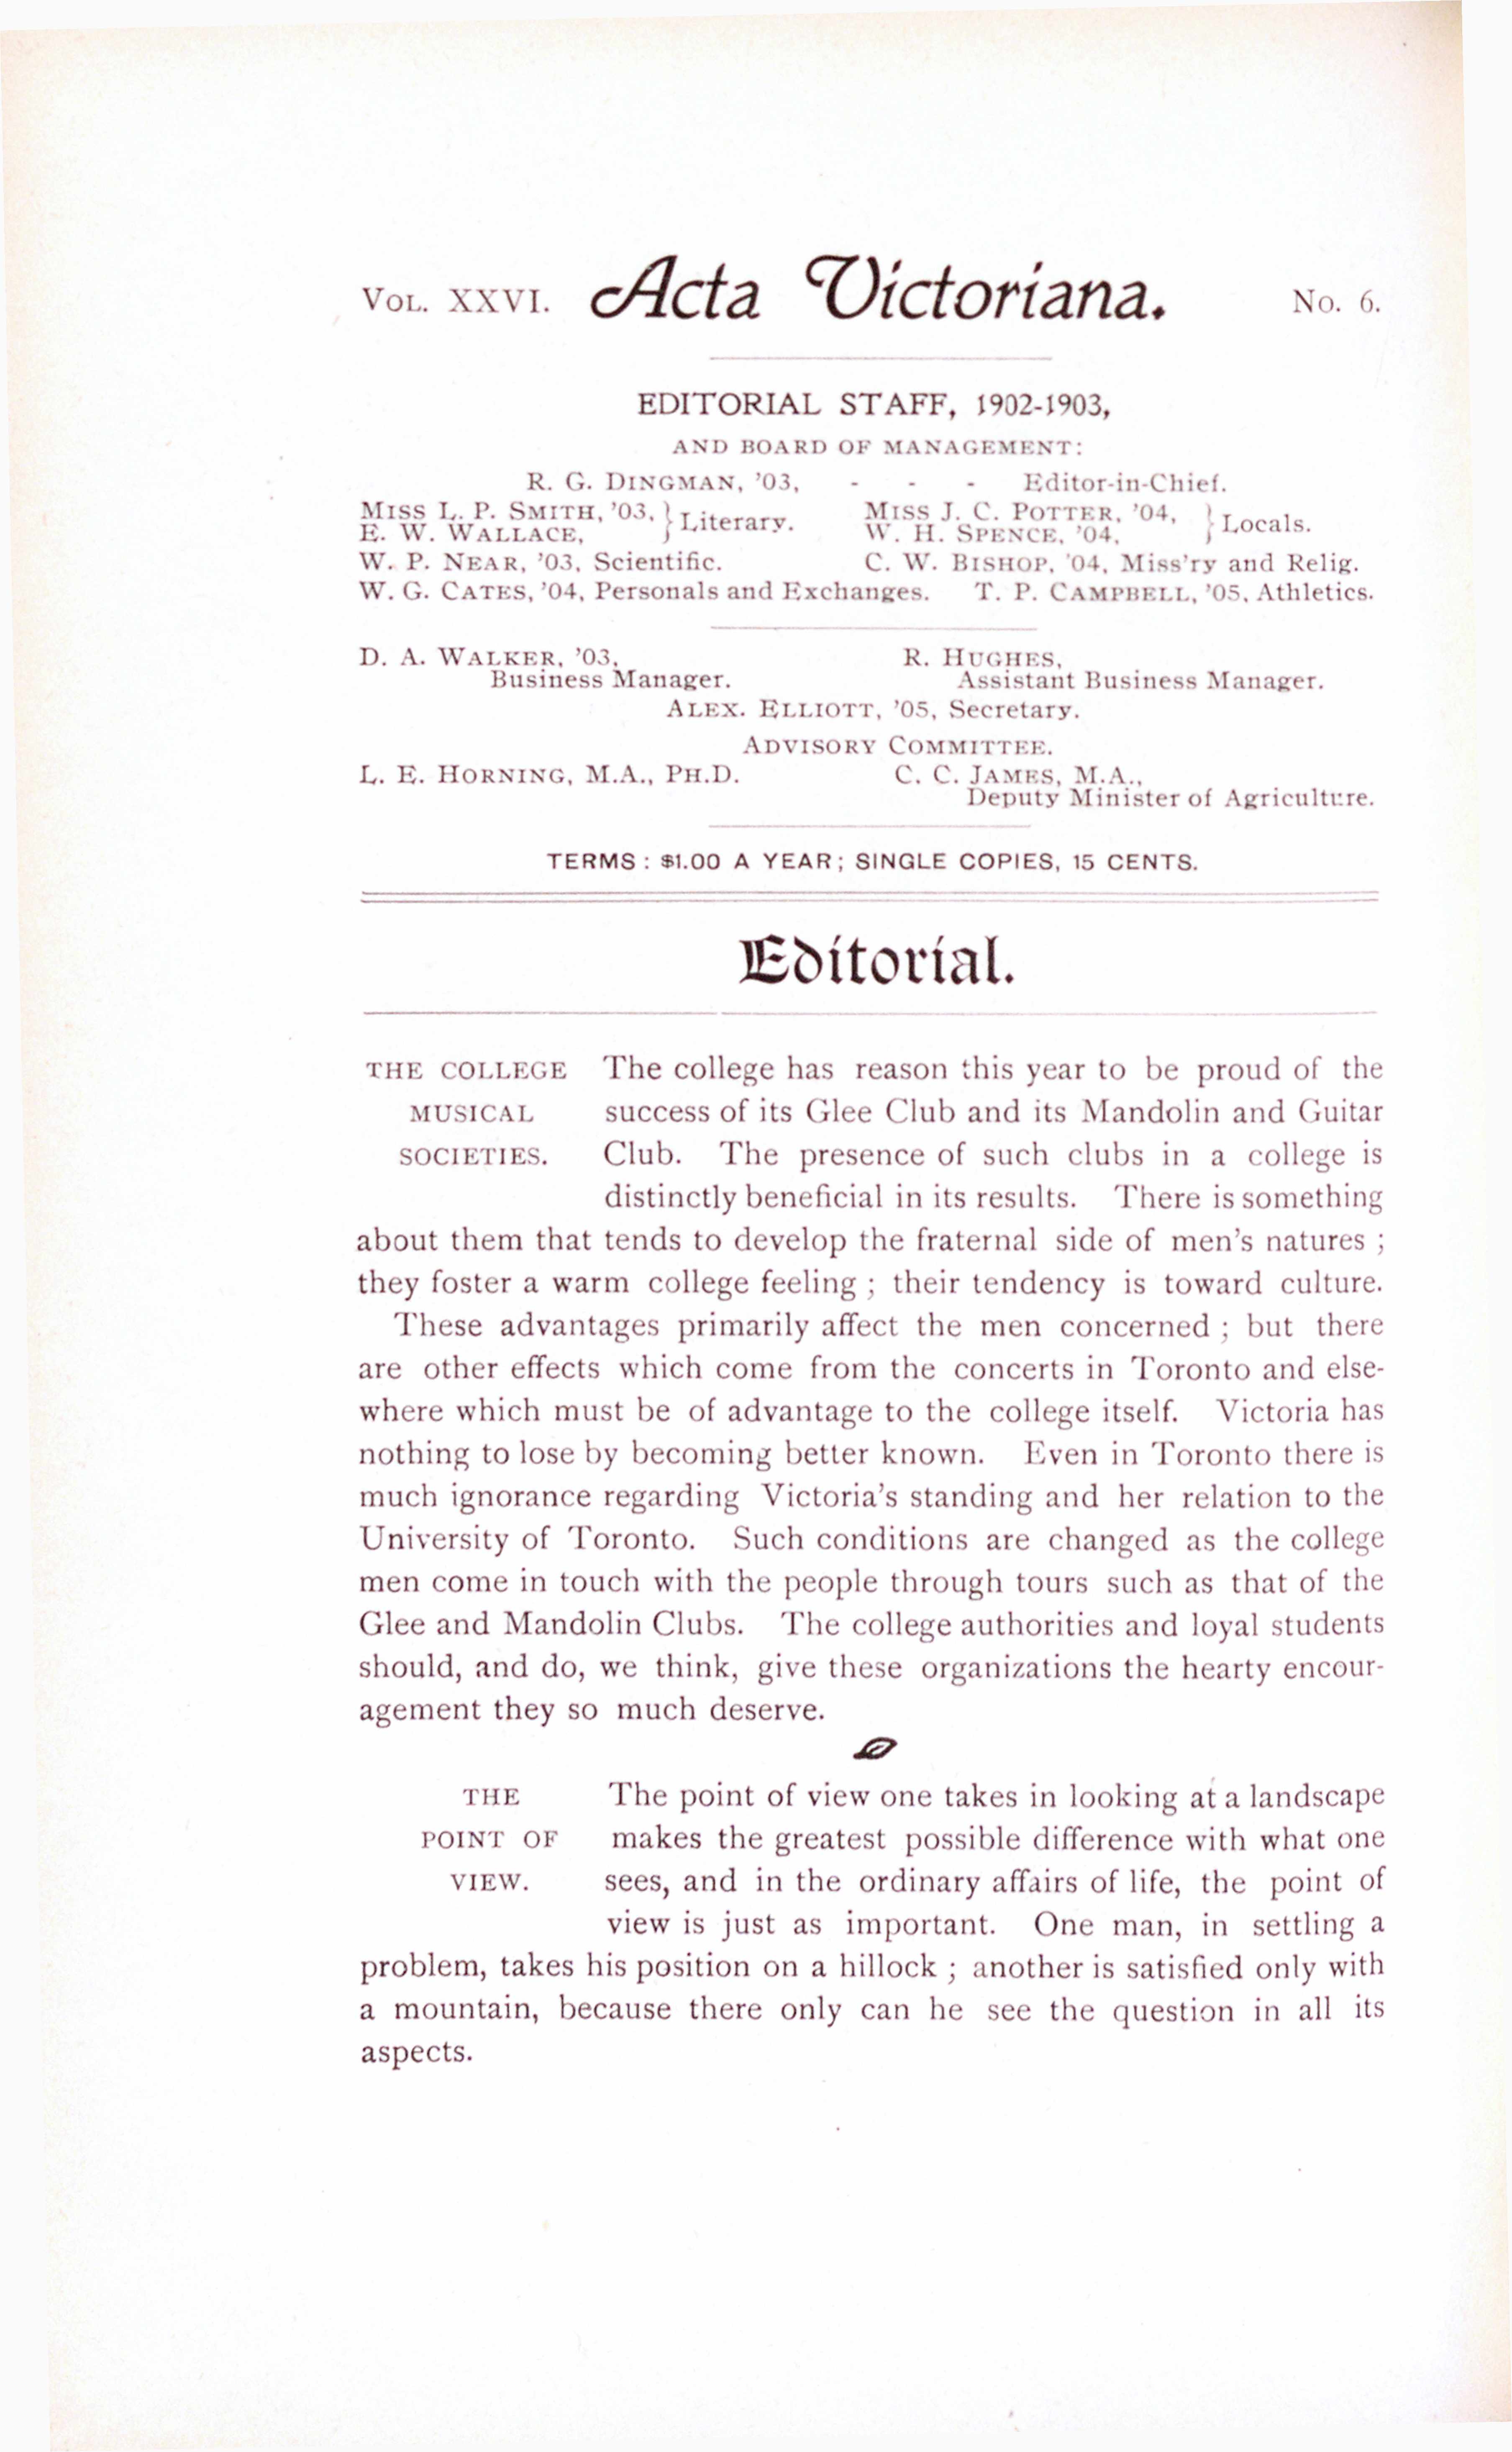 VOL. XXVI. Acta Victoriana. No. 6.
EDITORIAL STAFF, 1902-1903,
AND BOARD OF MANAGEMENT:
R. G. DINGMAN, '03, - - - Editor-in-Chief.
MISS L. P. SMITH, '03, } Literary. MISS J. C. POTTER, '04, } Locals.
E. W. WALLACE, W. H. SPENCE, '04,
W. P. NEAR, '03, Scientific. C. W. BISHOP, '04, Miss'ry and Relig.
W. G. CATES, '04, Personals and Exchanges. T. P. CAMPBELL, '05, Athletics.
D. A. WALKER, '03, R. HUGHES,
Business Manager. Assistant Business Manager.
ALEX. ELLIOTT, '05, Secretary.
ADVISORY COMMITTEE.
L. E. HORNING, M.A., PH.D. C. C. JAMES, M.A.,
Deputy Minister of Agriculture.
TERMS: $1.00 A YEAR; SINGLE COPIES, 15 CENTS.
Editorial.
THE COLLEGE The college has reason this year to be proud of the
MUSICAL success of its Glee Club and its Mandolin and Guitar
SOCIETIES. Club. The presence of such clubs in a college is
distinctly beneficial in its results. There is something
about them that tends to develop the fraternal side of men's natures ;
they foster a warm college feeling ; their tendency is toward culture.
These advantages primarily affect the men concerned ; but there
are other effects which come from the concerts in Toronto and else-
where which must be of advantage to the college itself. Victoria has
nothing to lose by becoming better known. Even in Toronto there is
much ignorance regarding Victoria's standing and her relation to the
University of Toronto. Such conditions are changed as the college
men come in touch with the people through tours such as that of the
Glee and Mandolin Clubs. The college authorities and loyal students
should, and do, we think, give these organizations the hearty encour-
agement they so much deserve.
THE The point of view one takes in looking at a landscape
POINT OF makes the greatest possible difference with what one
VIEW. sees, and in the ordinary affairs of life, the point of
view is just as important. One man, in settling a
problem, takes his position on a hillock ; another is satisfied only with
a mountain, because there only can he see the question in all its
aspects.